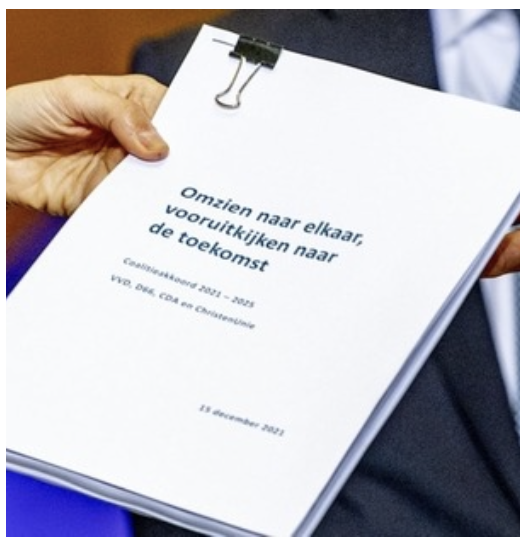 Omzien naar elkaar,
vooruitkijken naar
de toekomst
Coalitieakkoord 2021 – 2025
VVD, D66, CDA en ChristenUnie
15 december 2021